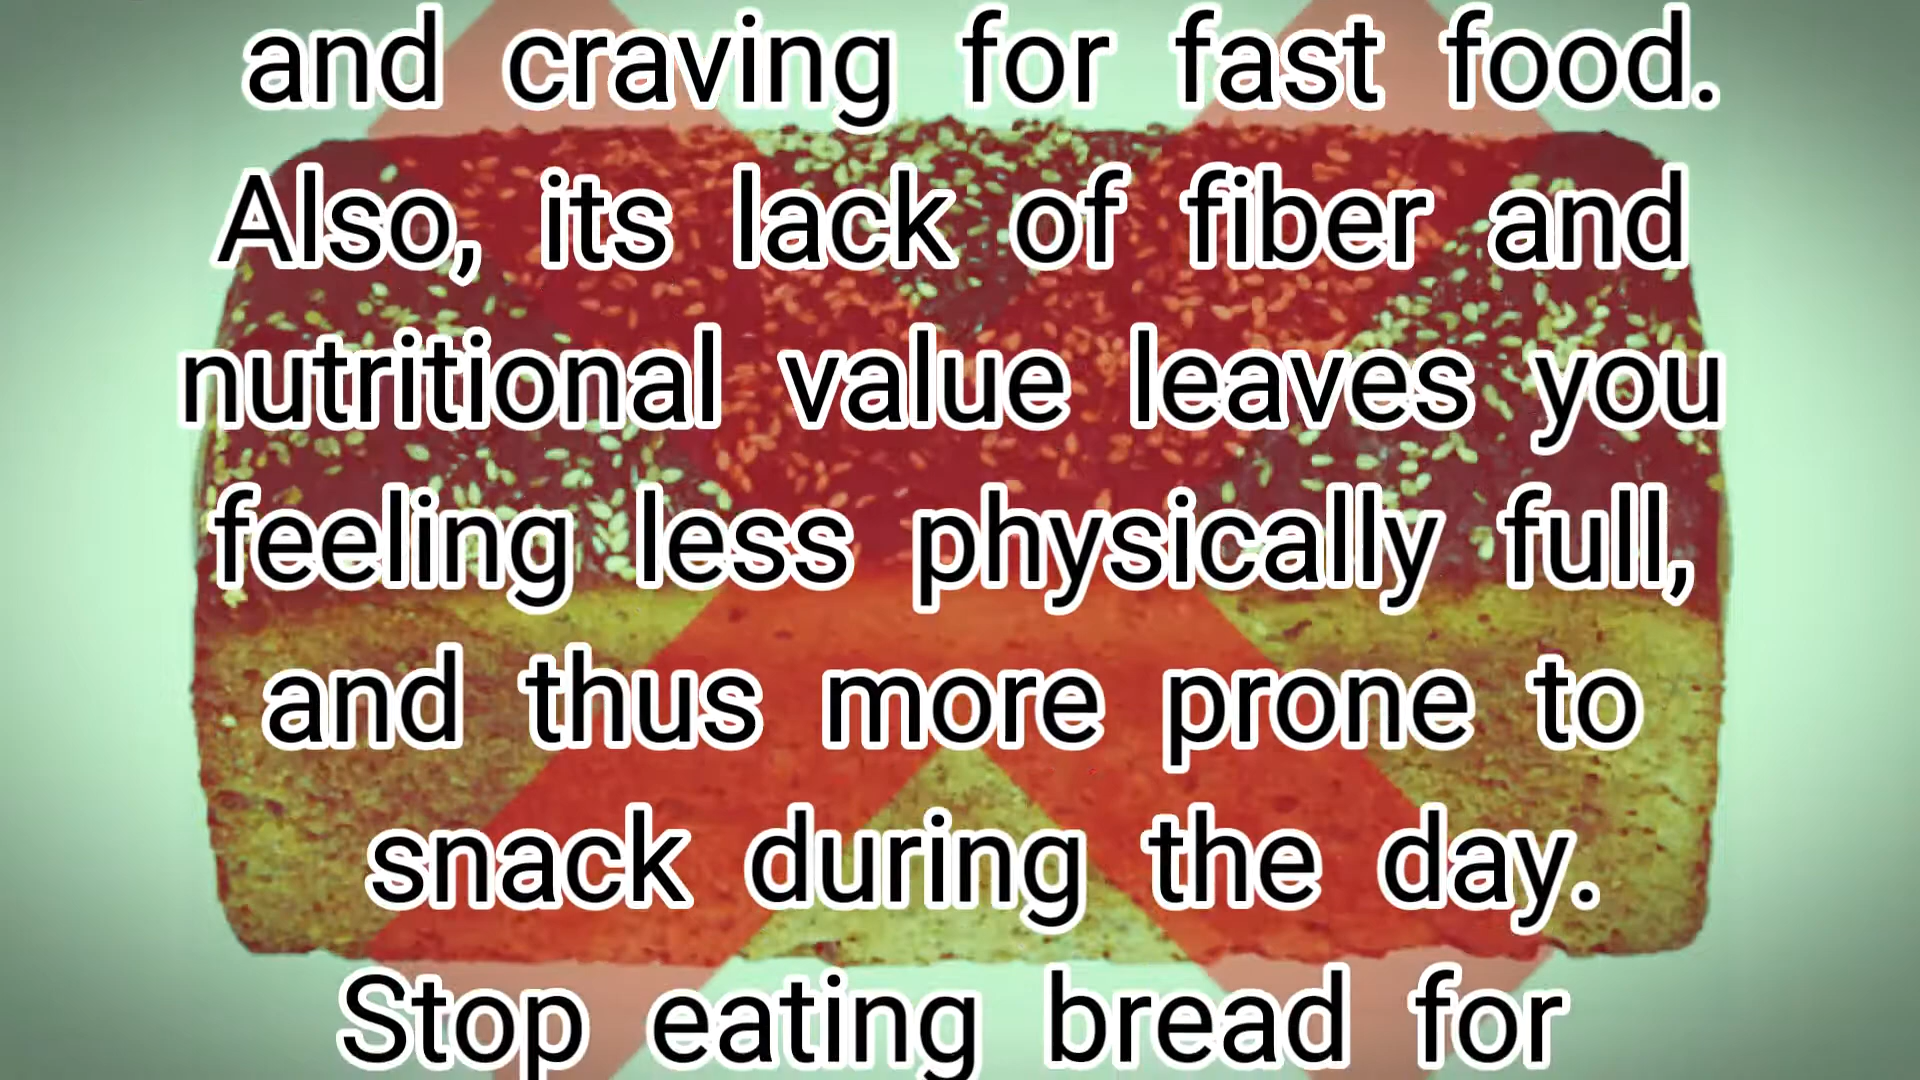 and craving for fast food.
Also, its lack of fiber and
nutritional value leaves you
feeling less physically full,
and thus more prone to
snack during the day.
Stop eating bread for